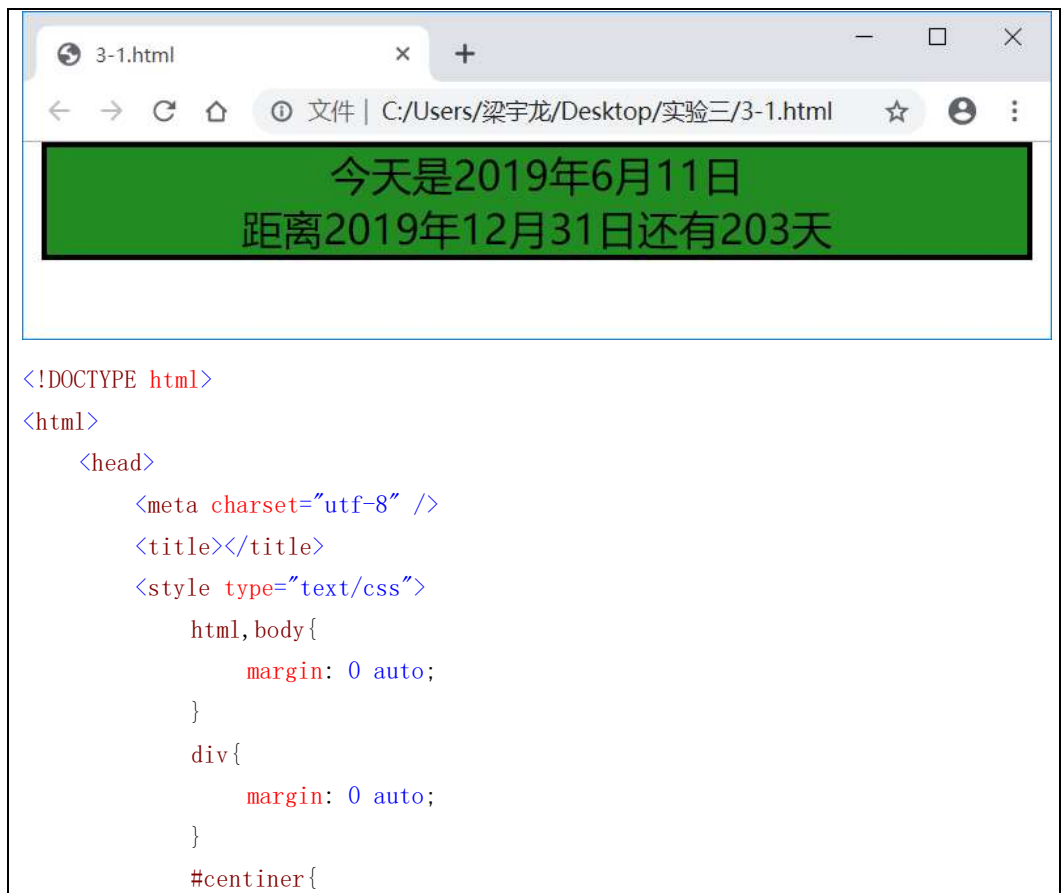 3-1.html
文件 | C:/Users/梁宇龙/Desktop/实验三/3-1.html
今天是2019年6月11日
距离2019年12月31日还有203天
<!DOCTYPE html>
<html>
<head>
<meta charset="utf-8" />
<title></title>
<style type="text/css">
html,body{
margin: 0 auto;
}
div{
margin: 0 auto;
}
#centiner{